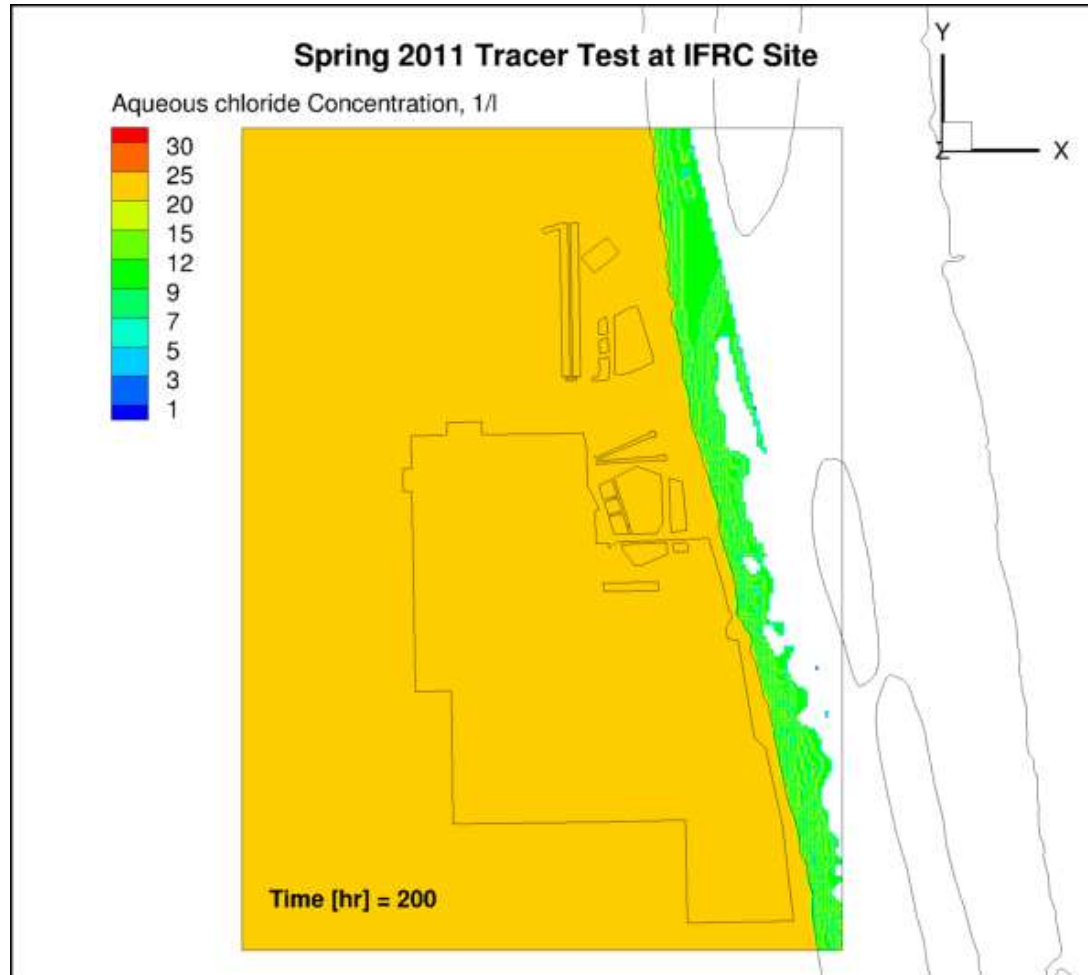 Spring 2011 Tracer Test at IFRC Site
Aqueous chloride Concentration, 1/l
30
25
20
15
12
9
7
5
3
1
Y
X
Z
Time [hr] = 200